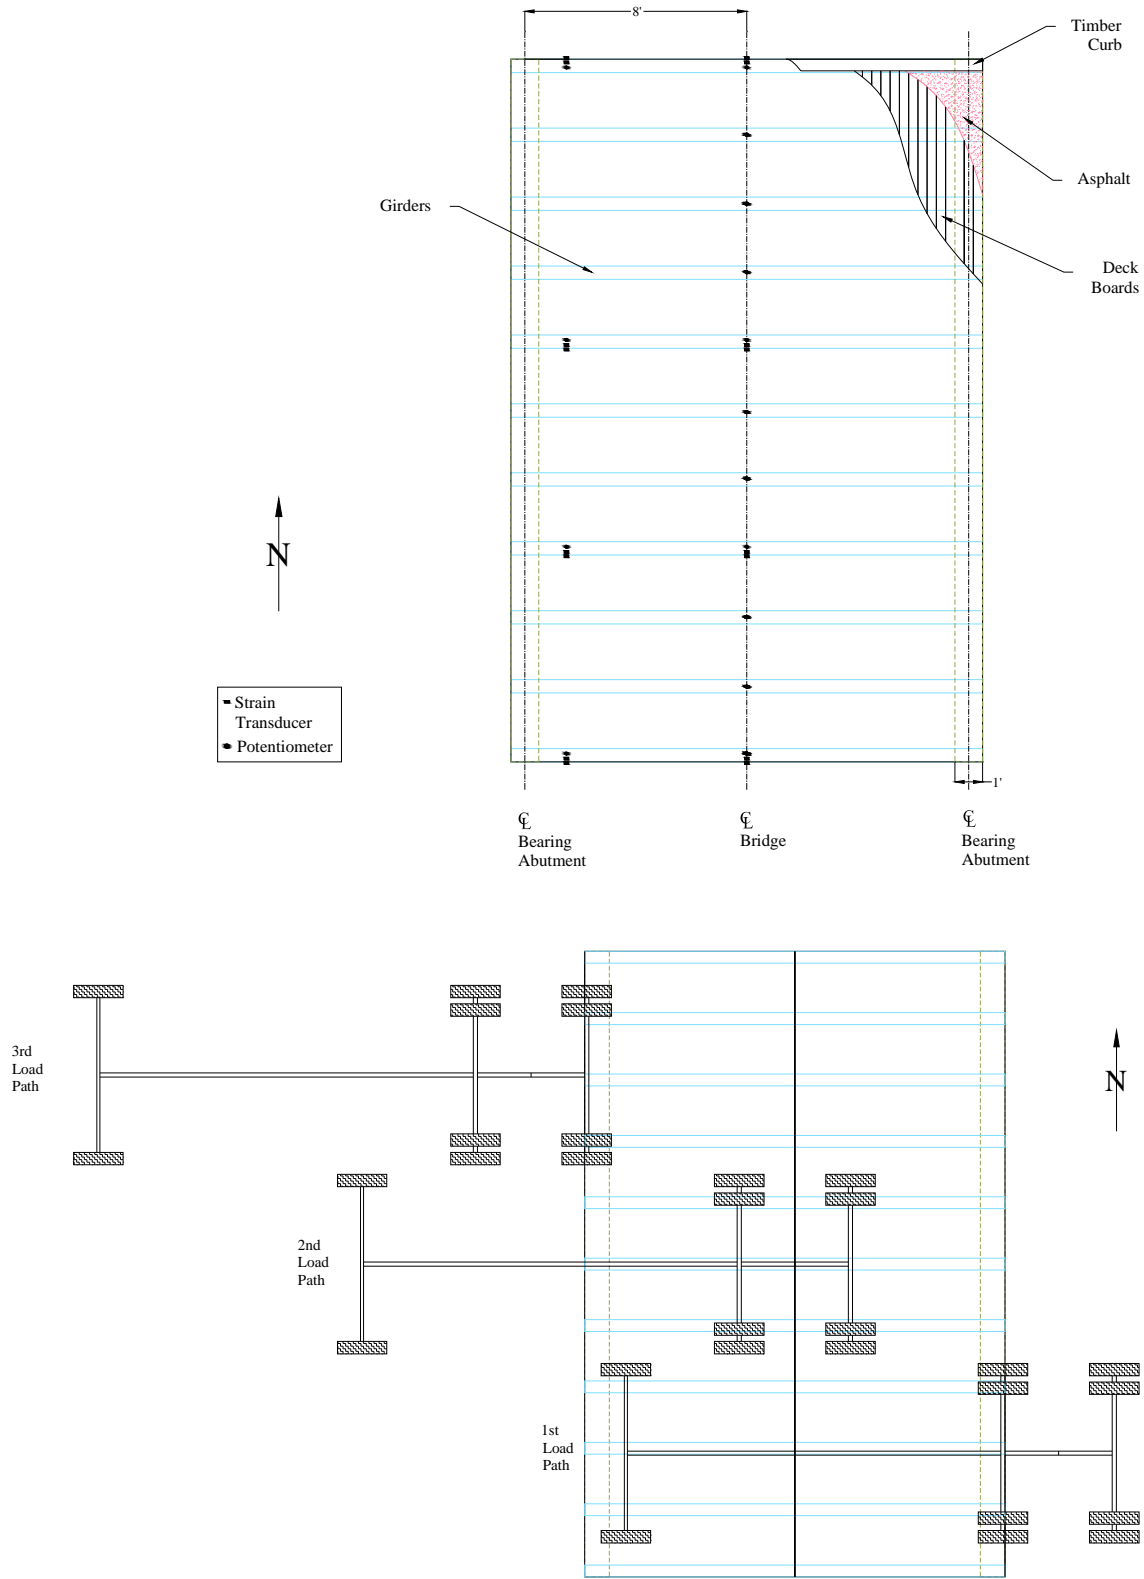 8'
Timber
Curb
Asphalt
Girders
Deck
Boards
N
Strain
Transducer
Potentiometer
1'
℄
Bearing
Abutment
℄
Bridge
℄
Bearing
Abutment
3rd
Load
Path
N
2nd
Load
Path
1st
Load
Path